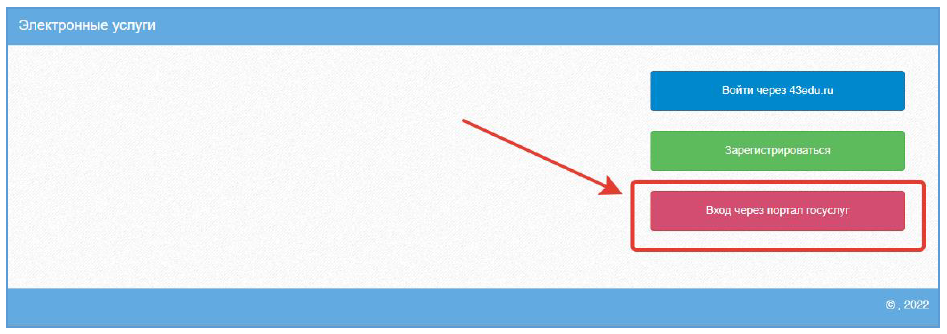 Электронные услуги
Войти через 43edu.ru
Зарегистрироваться
Вход через портал госуслуг
© , 2022